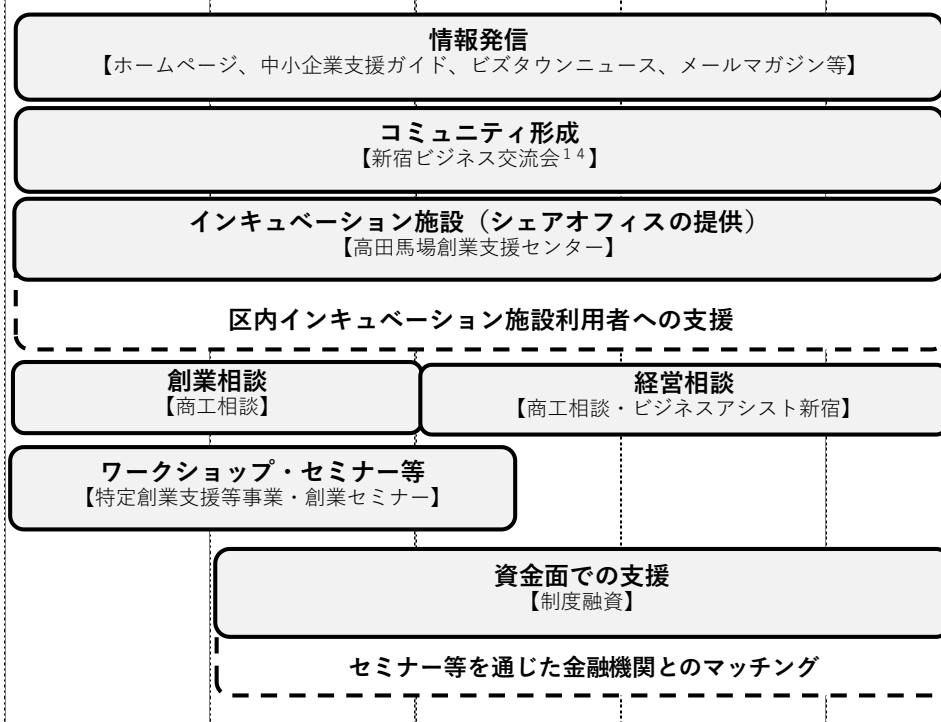 情報発信
【ホームページ、中小企業支援ガイド、ビズタウンニュース、メールマガジン等】
コミュニティ形成
【新宿ビジネス交流会¹⁴】
インキュベーション施設（シェアオフィスの提供）
【高田馬場創業支援センター】
区内インキュベーション施設利用者への支援
創業相談
【商工相談】
経営相談
【商工相談・ビジネスアシスト新宿】
ワークショップ・セミナー等
【特定創業支援等事業・創業セミナー】
資金面での支援
【制度融資】
セミナー等を通じた金融機関とのマッチング